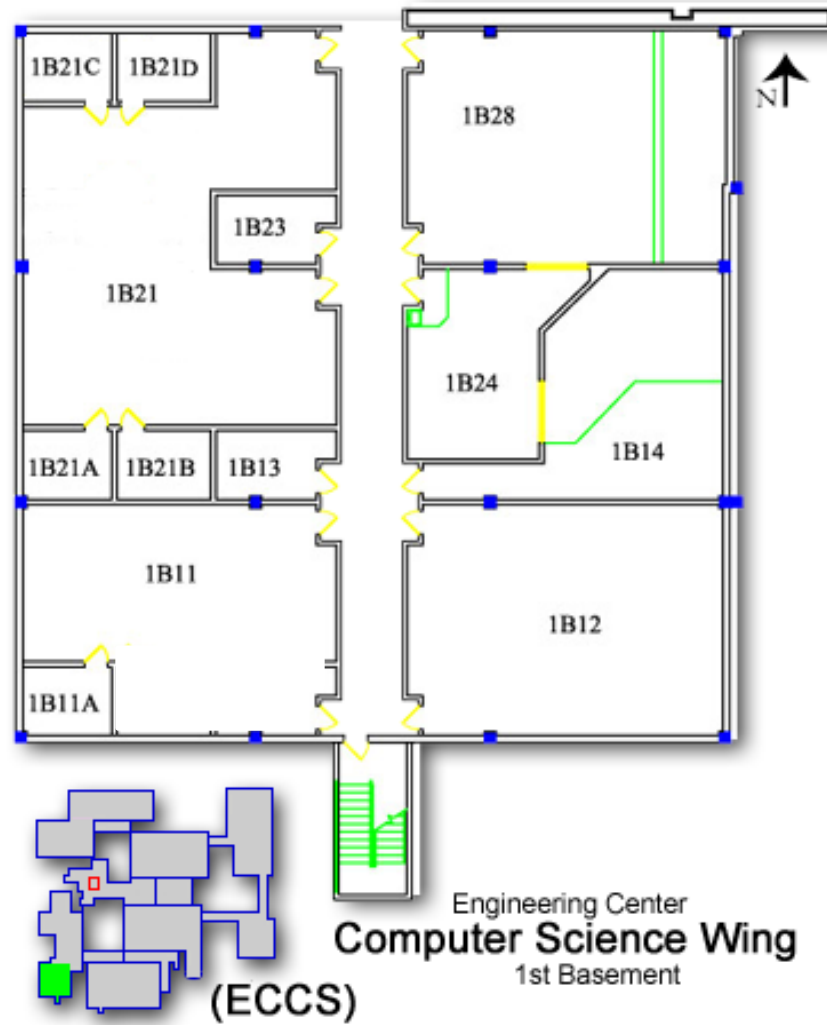 1B21C
1B21D
1B28
N
1B23
1B21
1B24
1B14
1B21A
1B21B
1B13
1B11
1B12
1B11A
Engineering Center
Computer Science Wing
1st Basement
(ECCS)